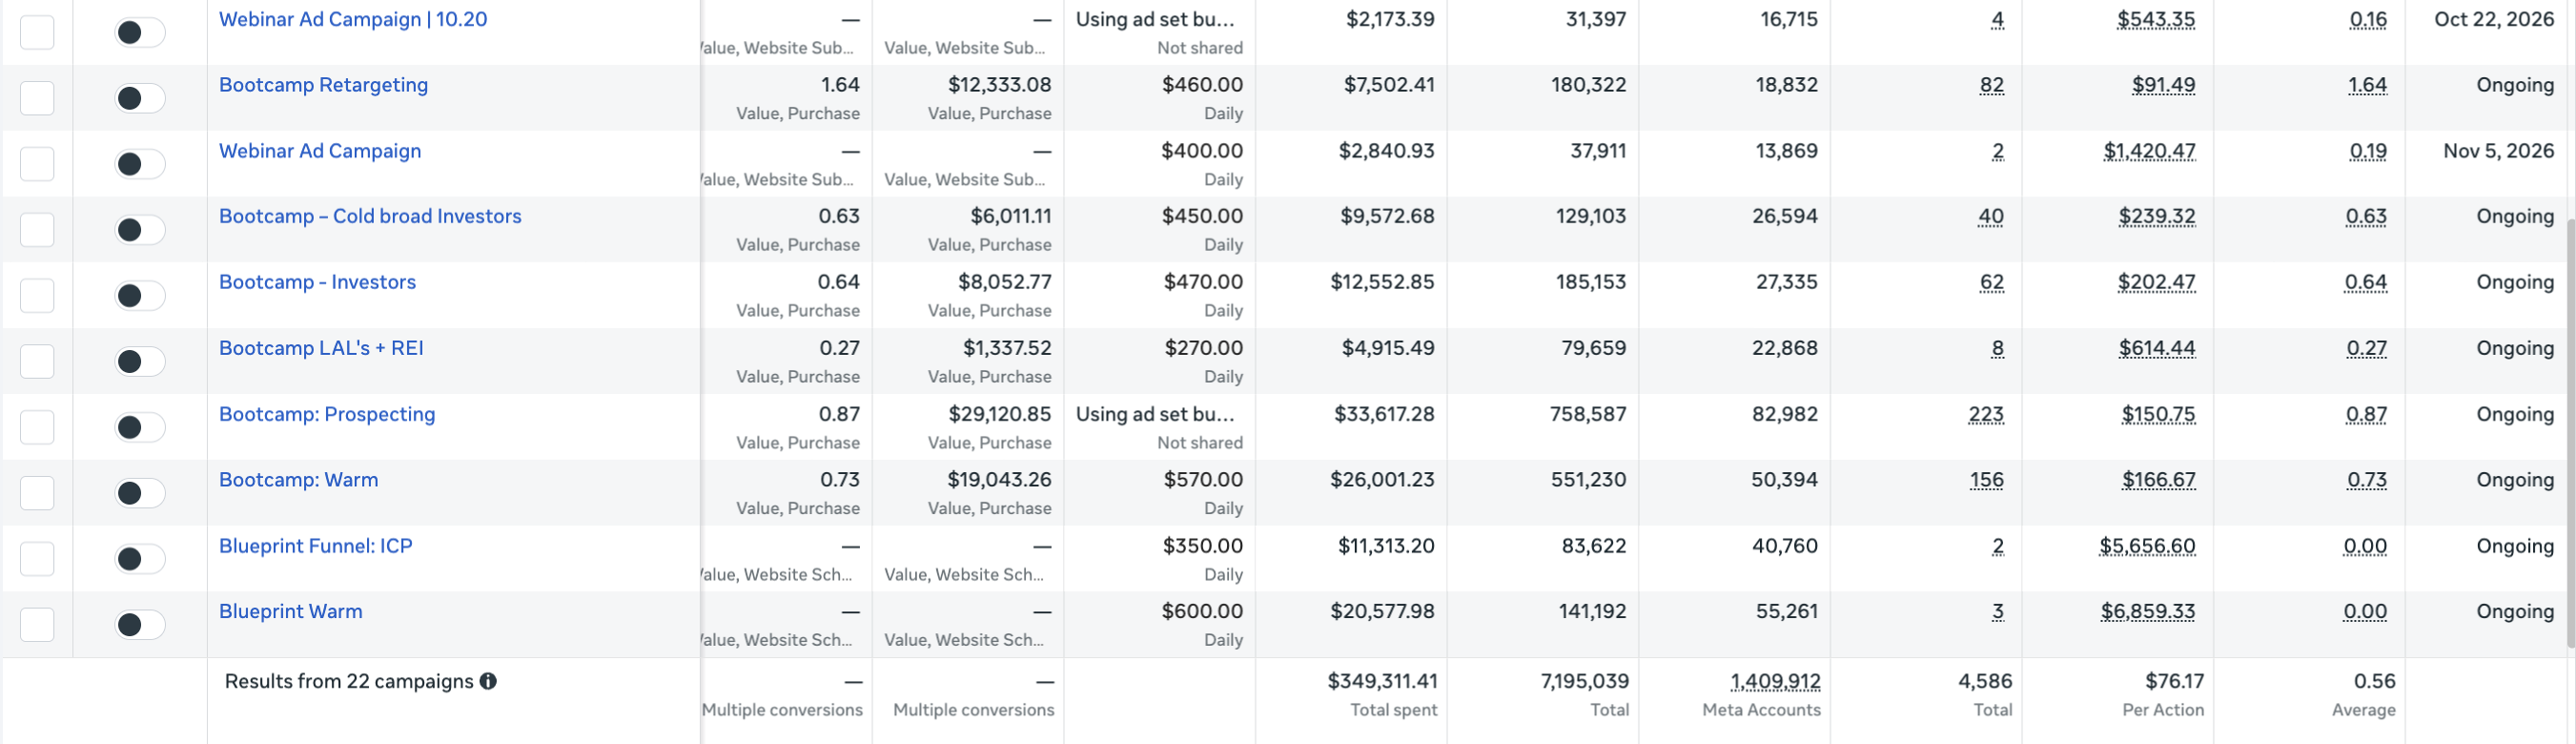 Webinar Ad Campaign | 10.20 — — Using ad set bu... $2,173.39 31,397 16,715 4 $543.35 0.16 Oct 22, 2026
alue, Website Sub... Value, Website Sub... Not shared
Bootcamp Retargeting 1.64 $12,333.08 $460.00 $7,502.41 180,322 18,832 82 $91.49 1.64 Ongoing
Value, Purchase Value, Purchase Daily
Webinar Ad Campaign — — $400.00 $2,840.93 37,911 13,869 2 $1,420.47 0.19 Nov 5, 2026
alue, Website Sub... Value, Website Sub... Daily
Bootcamp – Cold broad Investors 0.63 $6,011.11 $450.00 $9,572.68 129,103 26,594 40 $239.32 0.63 Ongoing
Value, Purchase Value, Purchase Daily
Bootcamp - Investors 0.64 $8,052.77 $470.00 $12,552.85 185,153 27,335 62 $202.47 0.64 Ongoing
Value, Purchase Value, Purchase Daily
Bootcamp LAL's + REI 0.27 $1,337.52 $270.00 $4,915.49 79,659 22,868 8 $614.44 0.27 Ongoing
Value, Purchase Value, Purchase Daily
Bootcamp: Prospecting 0.87 $29,120.85 Using ad set bu... $33,617.28 758,587 82,982 223 $150.75 0.87 Ongoing
Value, Purchase Value, Purchase Not shared
Bootcamp: Warm 0.73 $19,043.26 $570.00 $26,001.23 551,230 50,394 156 $166.67 0.73 Ongoing
Value, Purchase Value, Purchase Daily
Blueprint Funnel: ICP — — $350.00 $11,313.20 83,622 40,760 2 $5,656.60 0.00 Ongoing
alue, Website Sch... Value, Website Sch... Daily
Blueprint Warm — — $600.00 $20,577.98 141,192 55,261 3 $6,859.33 0.00 Ongoing
alue, Website Sch... Value, Website Sch... Daily
Results from 22 campaigns — — $349,311.41 7,195,039 1,409,912 4,586 $76.17 0.56
Multiple conversions Multiple conversions Total spent Total Meta Accounts Total Per Action Average